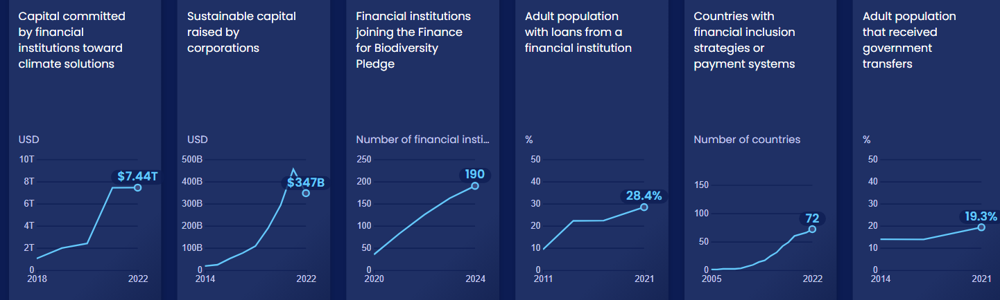 Capital committed
by financial
institutions toward
climate solutions
USD
10T
8T
6T
4T
2T
0
$7.44T
2018
2022
Sustainable capital
raised by
corporations
USD
500B
400B
300B
200B
100B
0
$347B
2014
2022
Financial institutions
joining the Finance
for Biodiversity
Pledge
Number of financial insti...
250
200
150
100
50
0
190
2020
2024
Adult population
with loans from a
financial institution
%
50
40
30
20
10
0
28.4%
2011
2021
Countries with
financial inclusion
strategies or
payment systems
Number of countries
150
100
50
0
72
2005
2022
Adult population
that received
government
transfers
%
50
40
30
20
10
0
19.3%
2014
2021